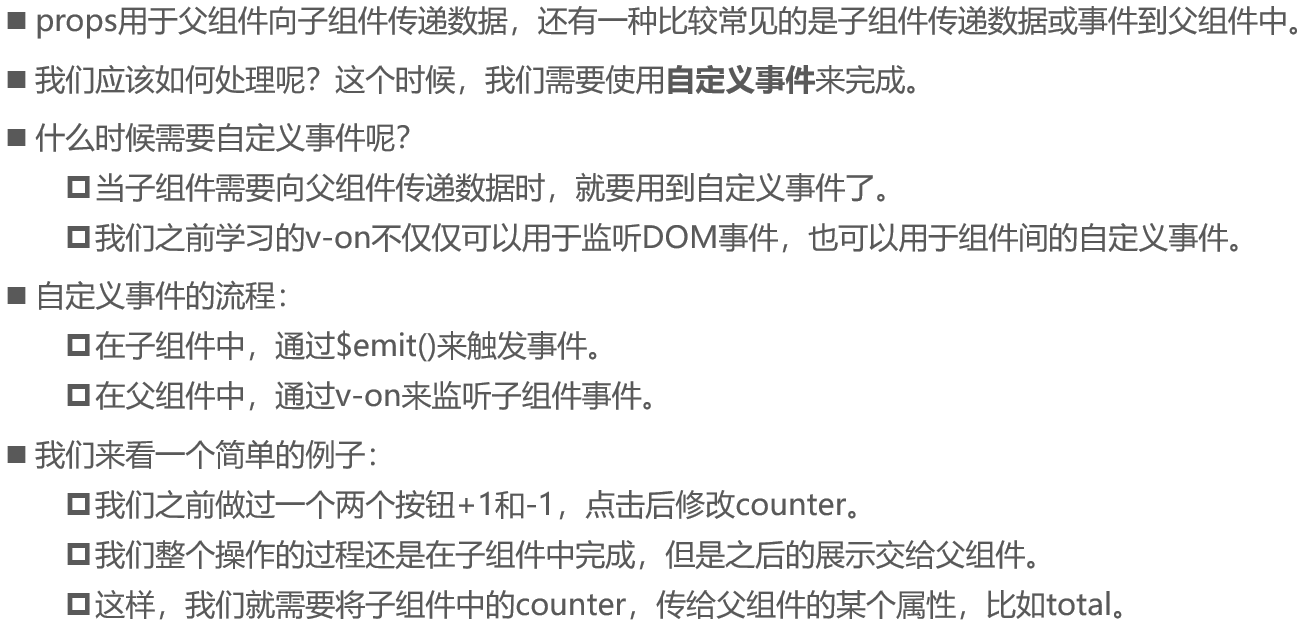 ■ props用于父组件向子组件传递数据，还有一种比较常见的是子组件传递数据或事件到父组件中。
■ 我们应该如何处理呢？这个时候，我们需要使用自定义事件来完成。
■ 什么时候需要自定义事件呢？
当子组件需要向父组件传递数据时，就要用到自定义事件了。
我们之前学习的v-on不仅仅可以用于监听DOM事件，也可以用于组件间的自定义事件。
■ 自定义事件的流程：
在子组件中，通过$emit()来触发事件。
在父组件中，通过v-on来监听子组件事件。
■ 我们来看一个简单的例子：
我们之前做过一个两个按钮+1和-1，点击后修改counter。
我们整个操作的过程还是在子组件中完成，但是之后的展示交给父组件。
这样，我们就需要将子组件中的counter，传给父组件的某个属性，比如total。